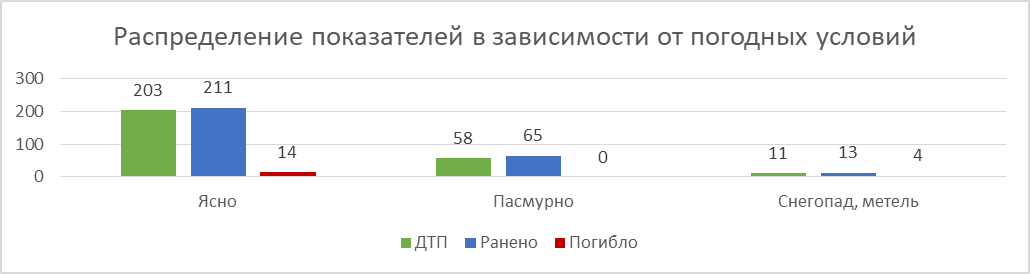 Распределение показателей в зависимости от погодных условий
300
200
100
0
203
211
14
58
65
0
11
13
4
Ясно
Пасмурно
Снегопад, метель
ДТП
Ранено
Погибло